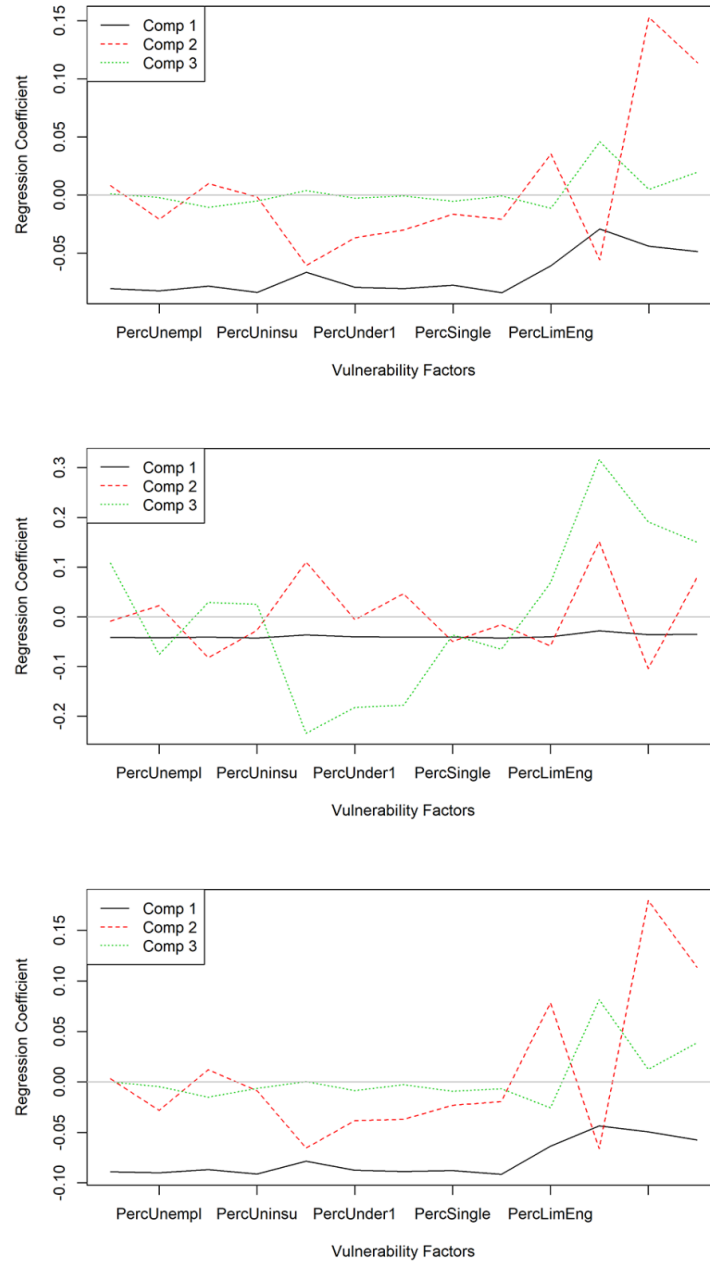 Comp 1
Comp 2
Comp 3
0.15
0.10
0.05
0.00
-0.05
Regression Coefficient
PercUnempl PercUninsu PercUnder1 PercSingle PercLimEng
Vulnerability Factors
Comp 1
Comp 2
Comp 3
0.3
0.2
0.1
0.0
-0.1
-0.2
Regression Coefficient
PercUnempl PercUninsu PercUnder1 PercSingle PercLimEng
Vulnerability Factors
Comp 1
Comp 2
Comp 3
0.15
0.10
0.05
0.00
-0.05
-0.10
Regression Coefficient
PercUnempl PercUninsu PercUnder1 PercSingle PercLimEng
Vulnerability Factors